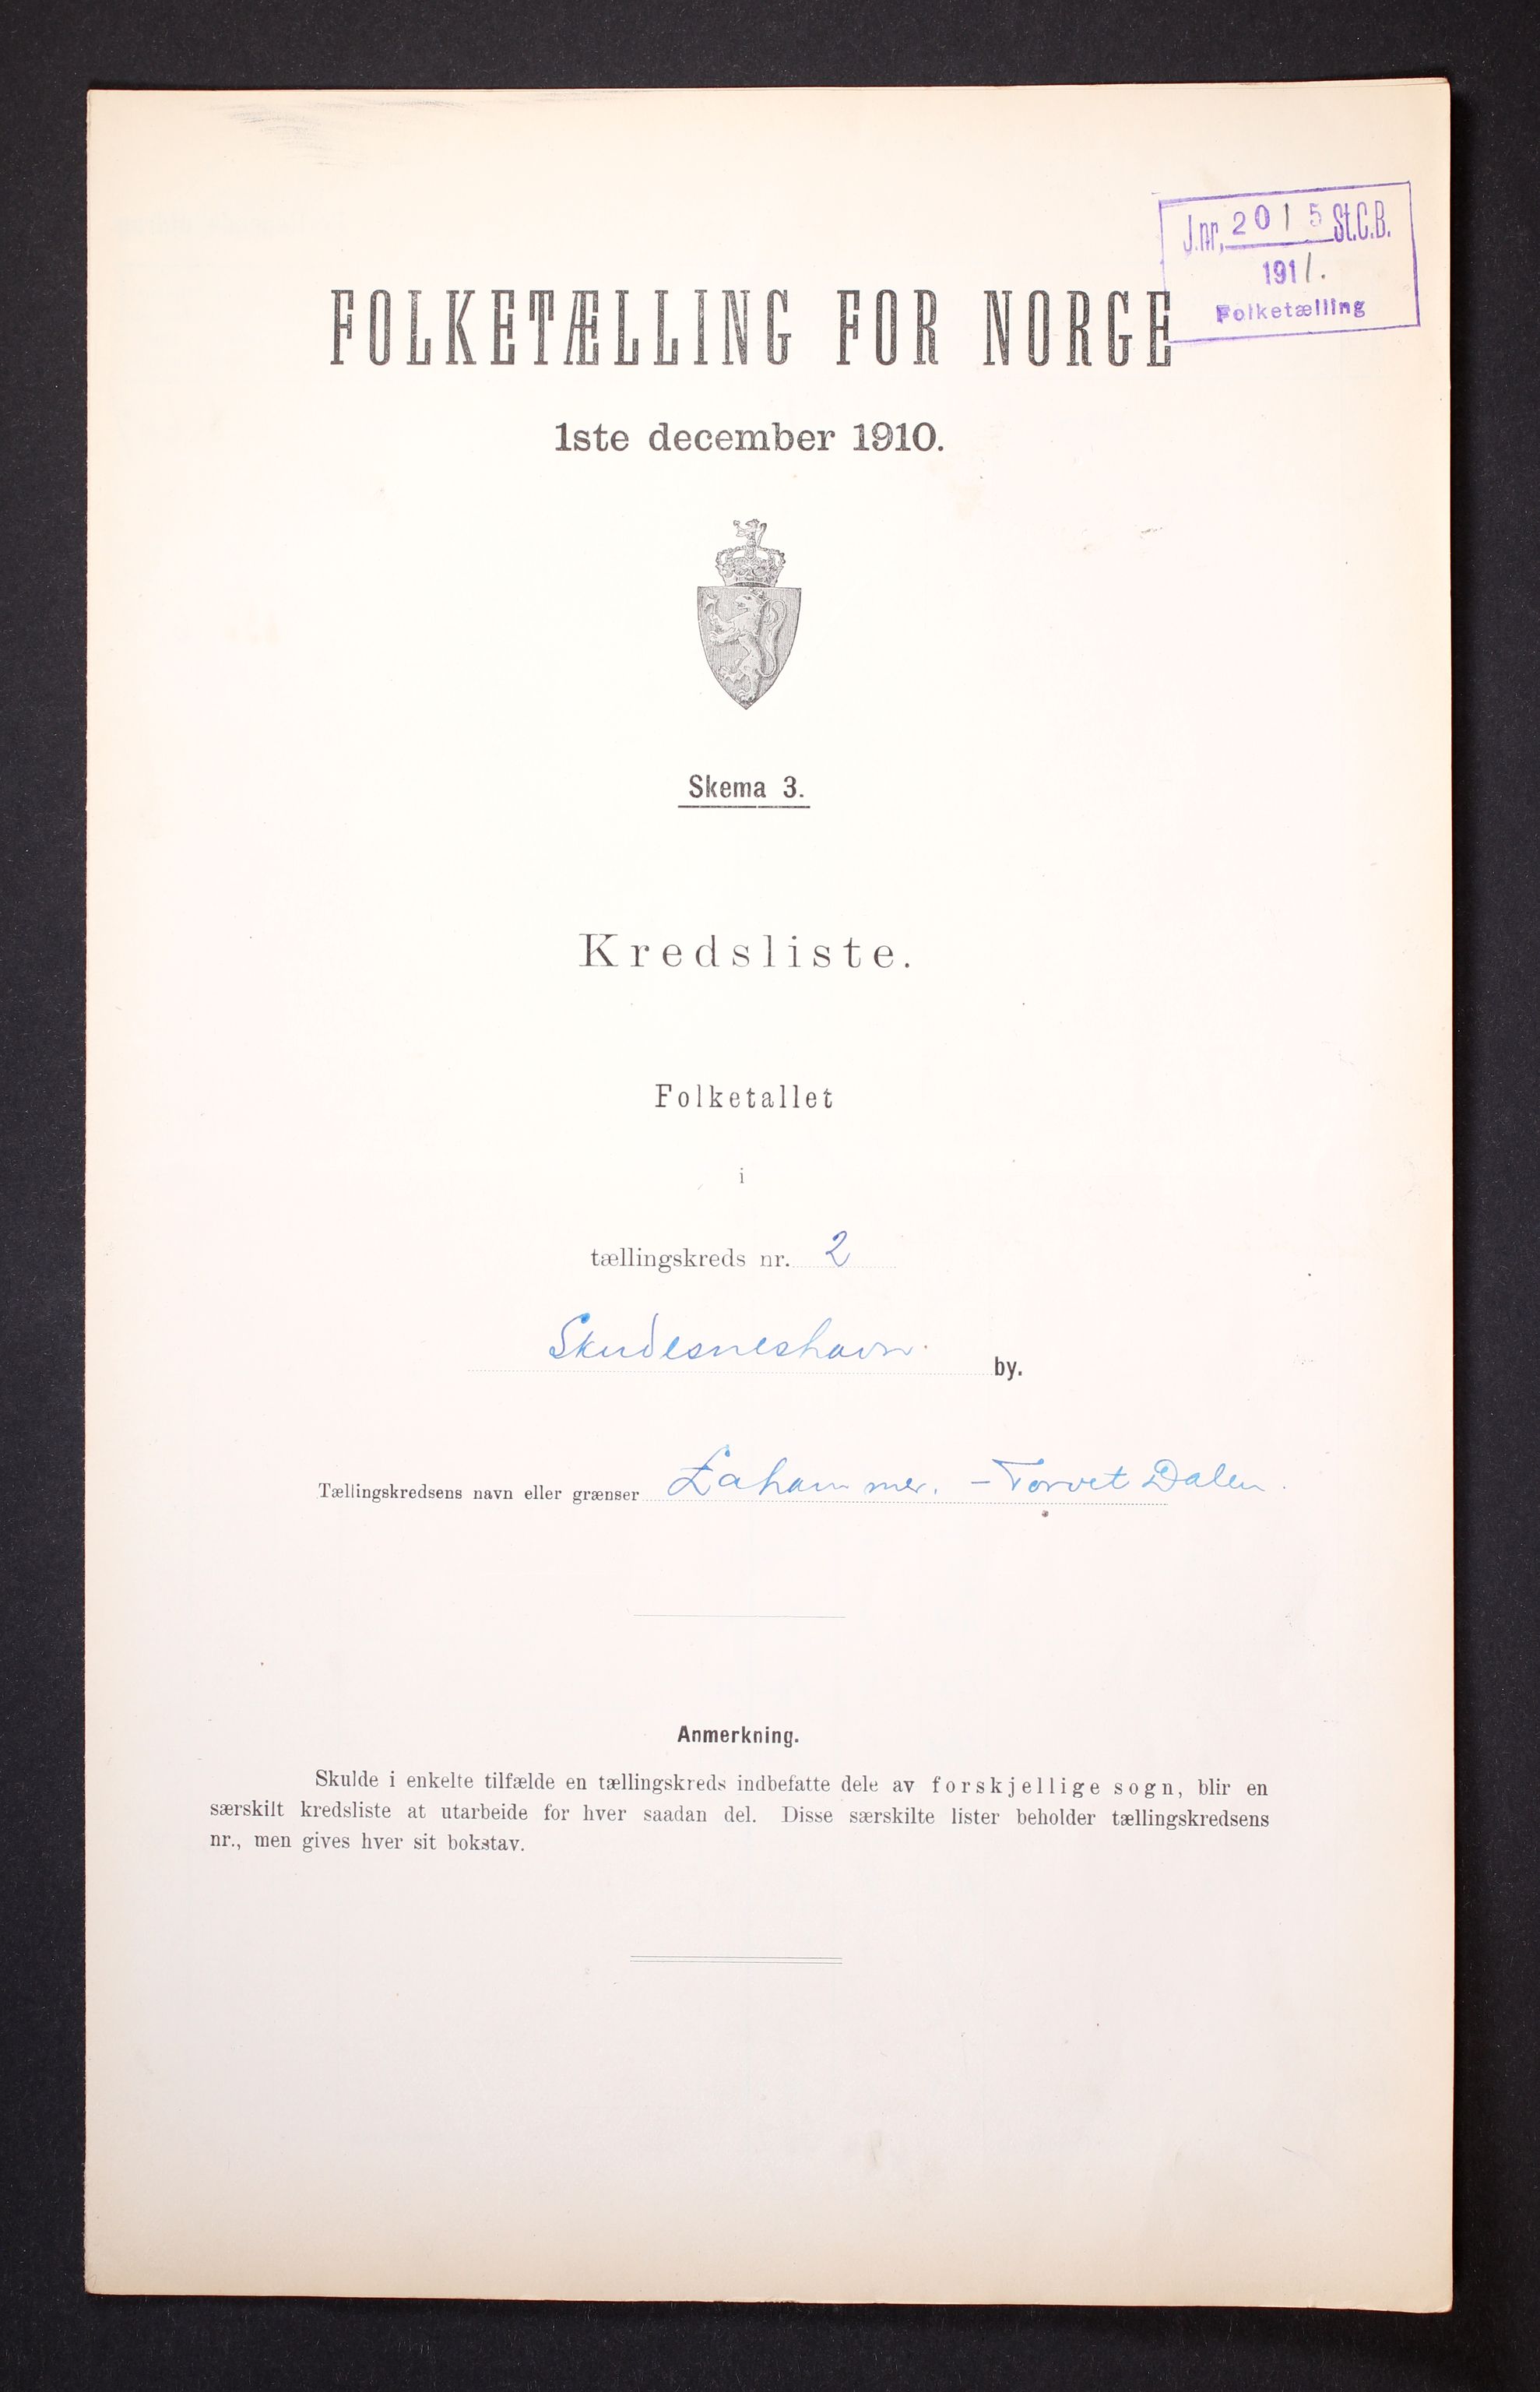 J.nr. 2015 St.C.B.
1911.
Folketælling
FOLKETÆLLING FOR NORGE
1ste december 1910.
Skema 3.
Kredsliste.
Folketallet
i
tællingskreds nr. 2
Skudesneshavn. by.
Tællingskredsens navn eller grænser Lahammer. - Torvet Dalen.
Anmerkning.
Skulde i enkelte tilfælde en tællingskreds indbefatte dele av forskjellige sogn, blir en
særskilt kredsliste at utarbeide for hver saadan del. Disse særskilte lister beholder tællingskredsens
nr., men gives hver sit bokstav.